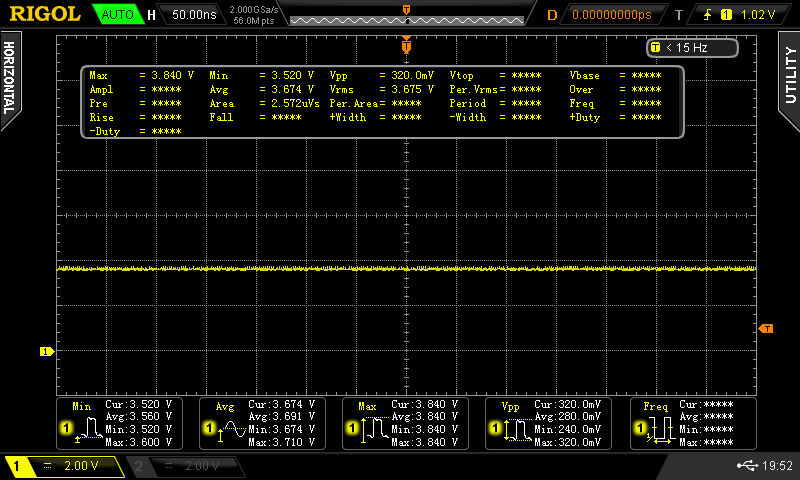 RIGOL AUTO H 50.00ns 2.000GSa/s 56.0M pts T D 0.00000000ps T 1 1.02 V
HORIZONTAL
UTILITY
T < 15 Hz
Max = 3.840 V Min = 3.520 V Vpp = 320.0mV Vtop = ***** Vbase = *****
Ampl = ***** Avg = 3.674 V Vrms = 3.675 V Per.Vrms= ***** Over = *****
Pre = ***** Area = 2.572uVs Per.Area= ***** Period = ***** Freq = *****
Rise = ***** Fall = ***** +Width = ***** -Width = ***** +Duty = *****
-Duty = *****
T
T
1
Min
1
Cur:3.520 V
Avg:3.560 V
Min:3.520 V
Max:3.600 V
Avg
1
Cur:3.674 V
Avg:3.691 V
Min:3.674 V
Max:3.710 V
Max
1
Cur:3.840 V
Avg:3.840 V
Min:3.840 V
Max:3.840 V
Vpp
1
Cur:320.0mV
Avg:280.0mV
Min:240.0mV
Max:320.0mV
Freq
1
Cur:*****
Avg:*****
Min:*****
Max:*****
1 2.00 V 2 2.00 V 19:52